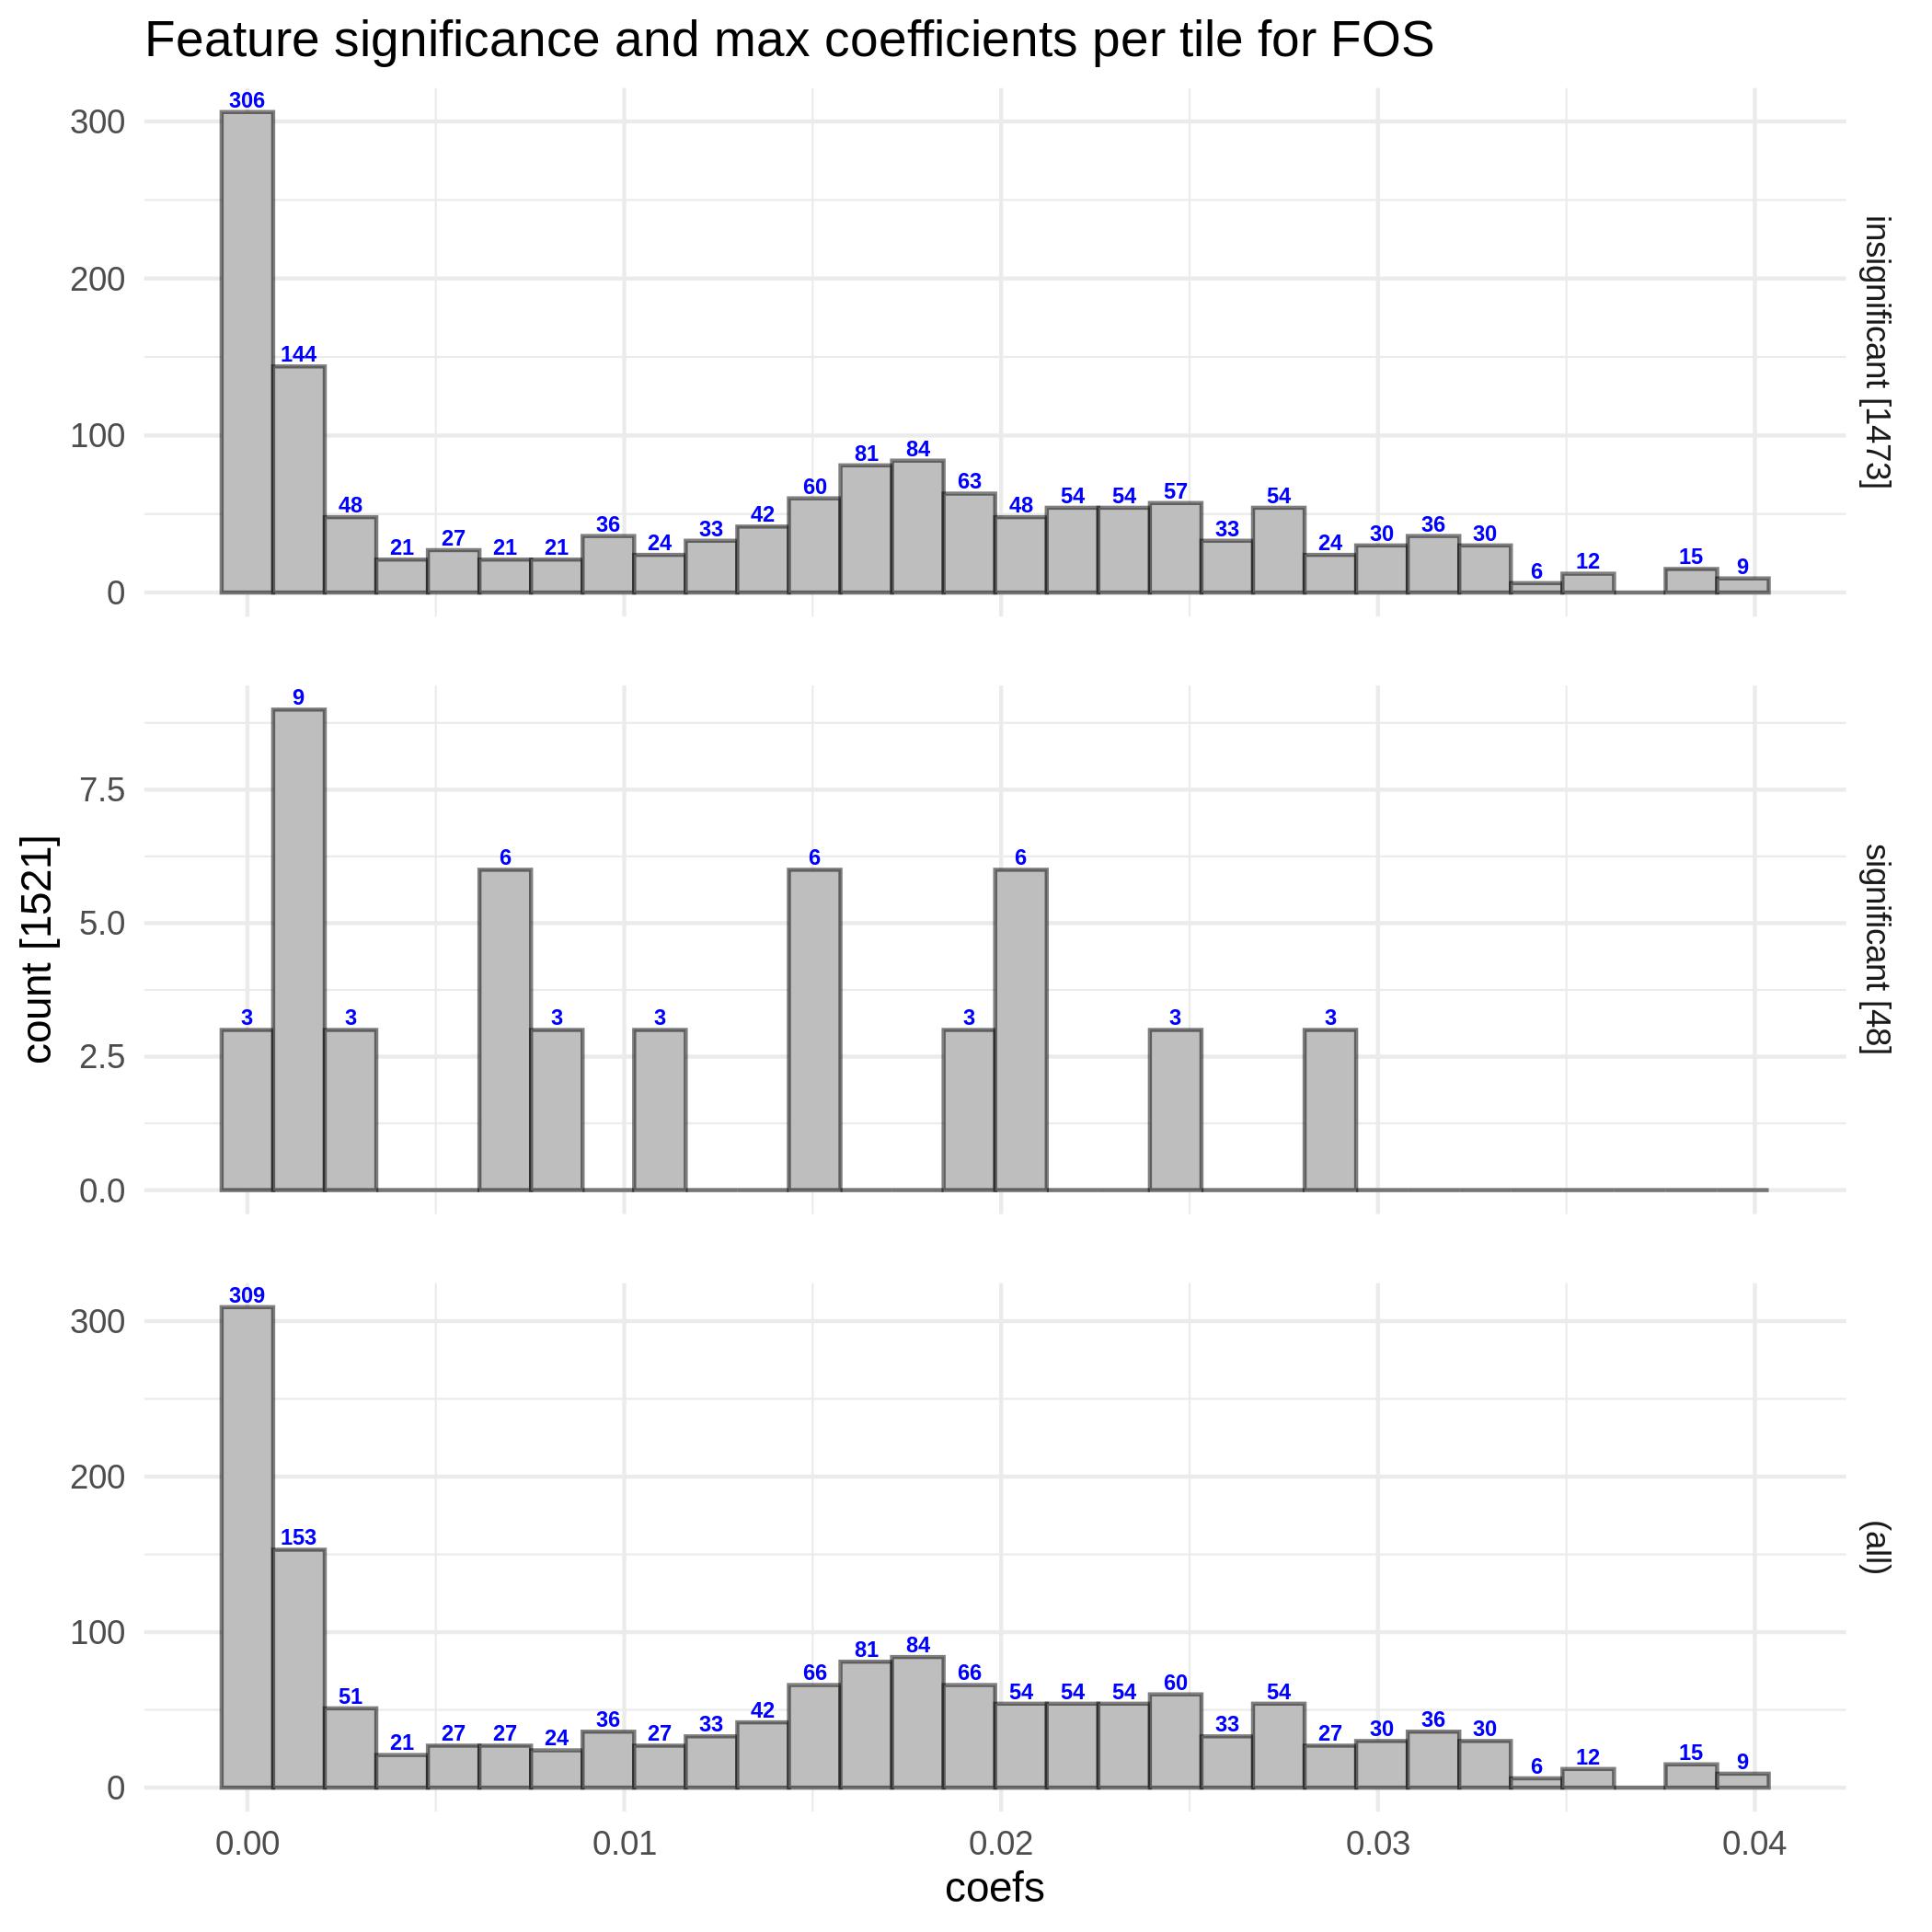 Feature significance and max coefficients per tile for FOS
306
300
144
200
100
48 21 27 21 21 36 24 33 42 60 81 84 63 48 54 54 57 33 54 24 30 36 30 6 12 15 9
0
insignificant [1473]
9
7.5
6 6 6
5.0
3 3 3 3 3 3 3
2.5
0.0
significant [48]
count [1521]
309
300
200
153
100
51 21 27 27 24 36 27 33 42 66 81 84 66 54 54 54 60 33 54 27 30 36 30 6 12 15 9
0
(all)
0.00 0.01 0.02 0.03 0.04
coefs